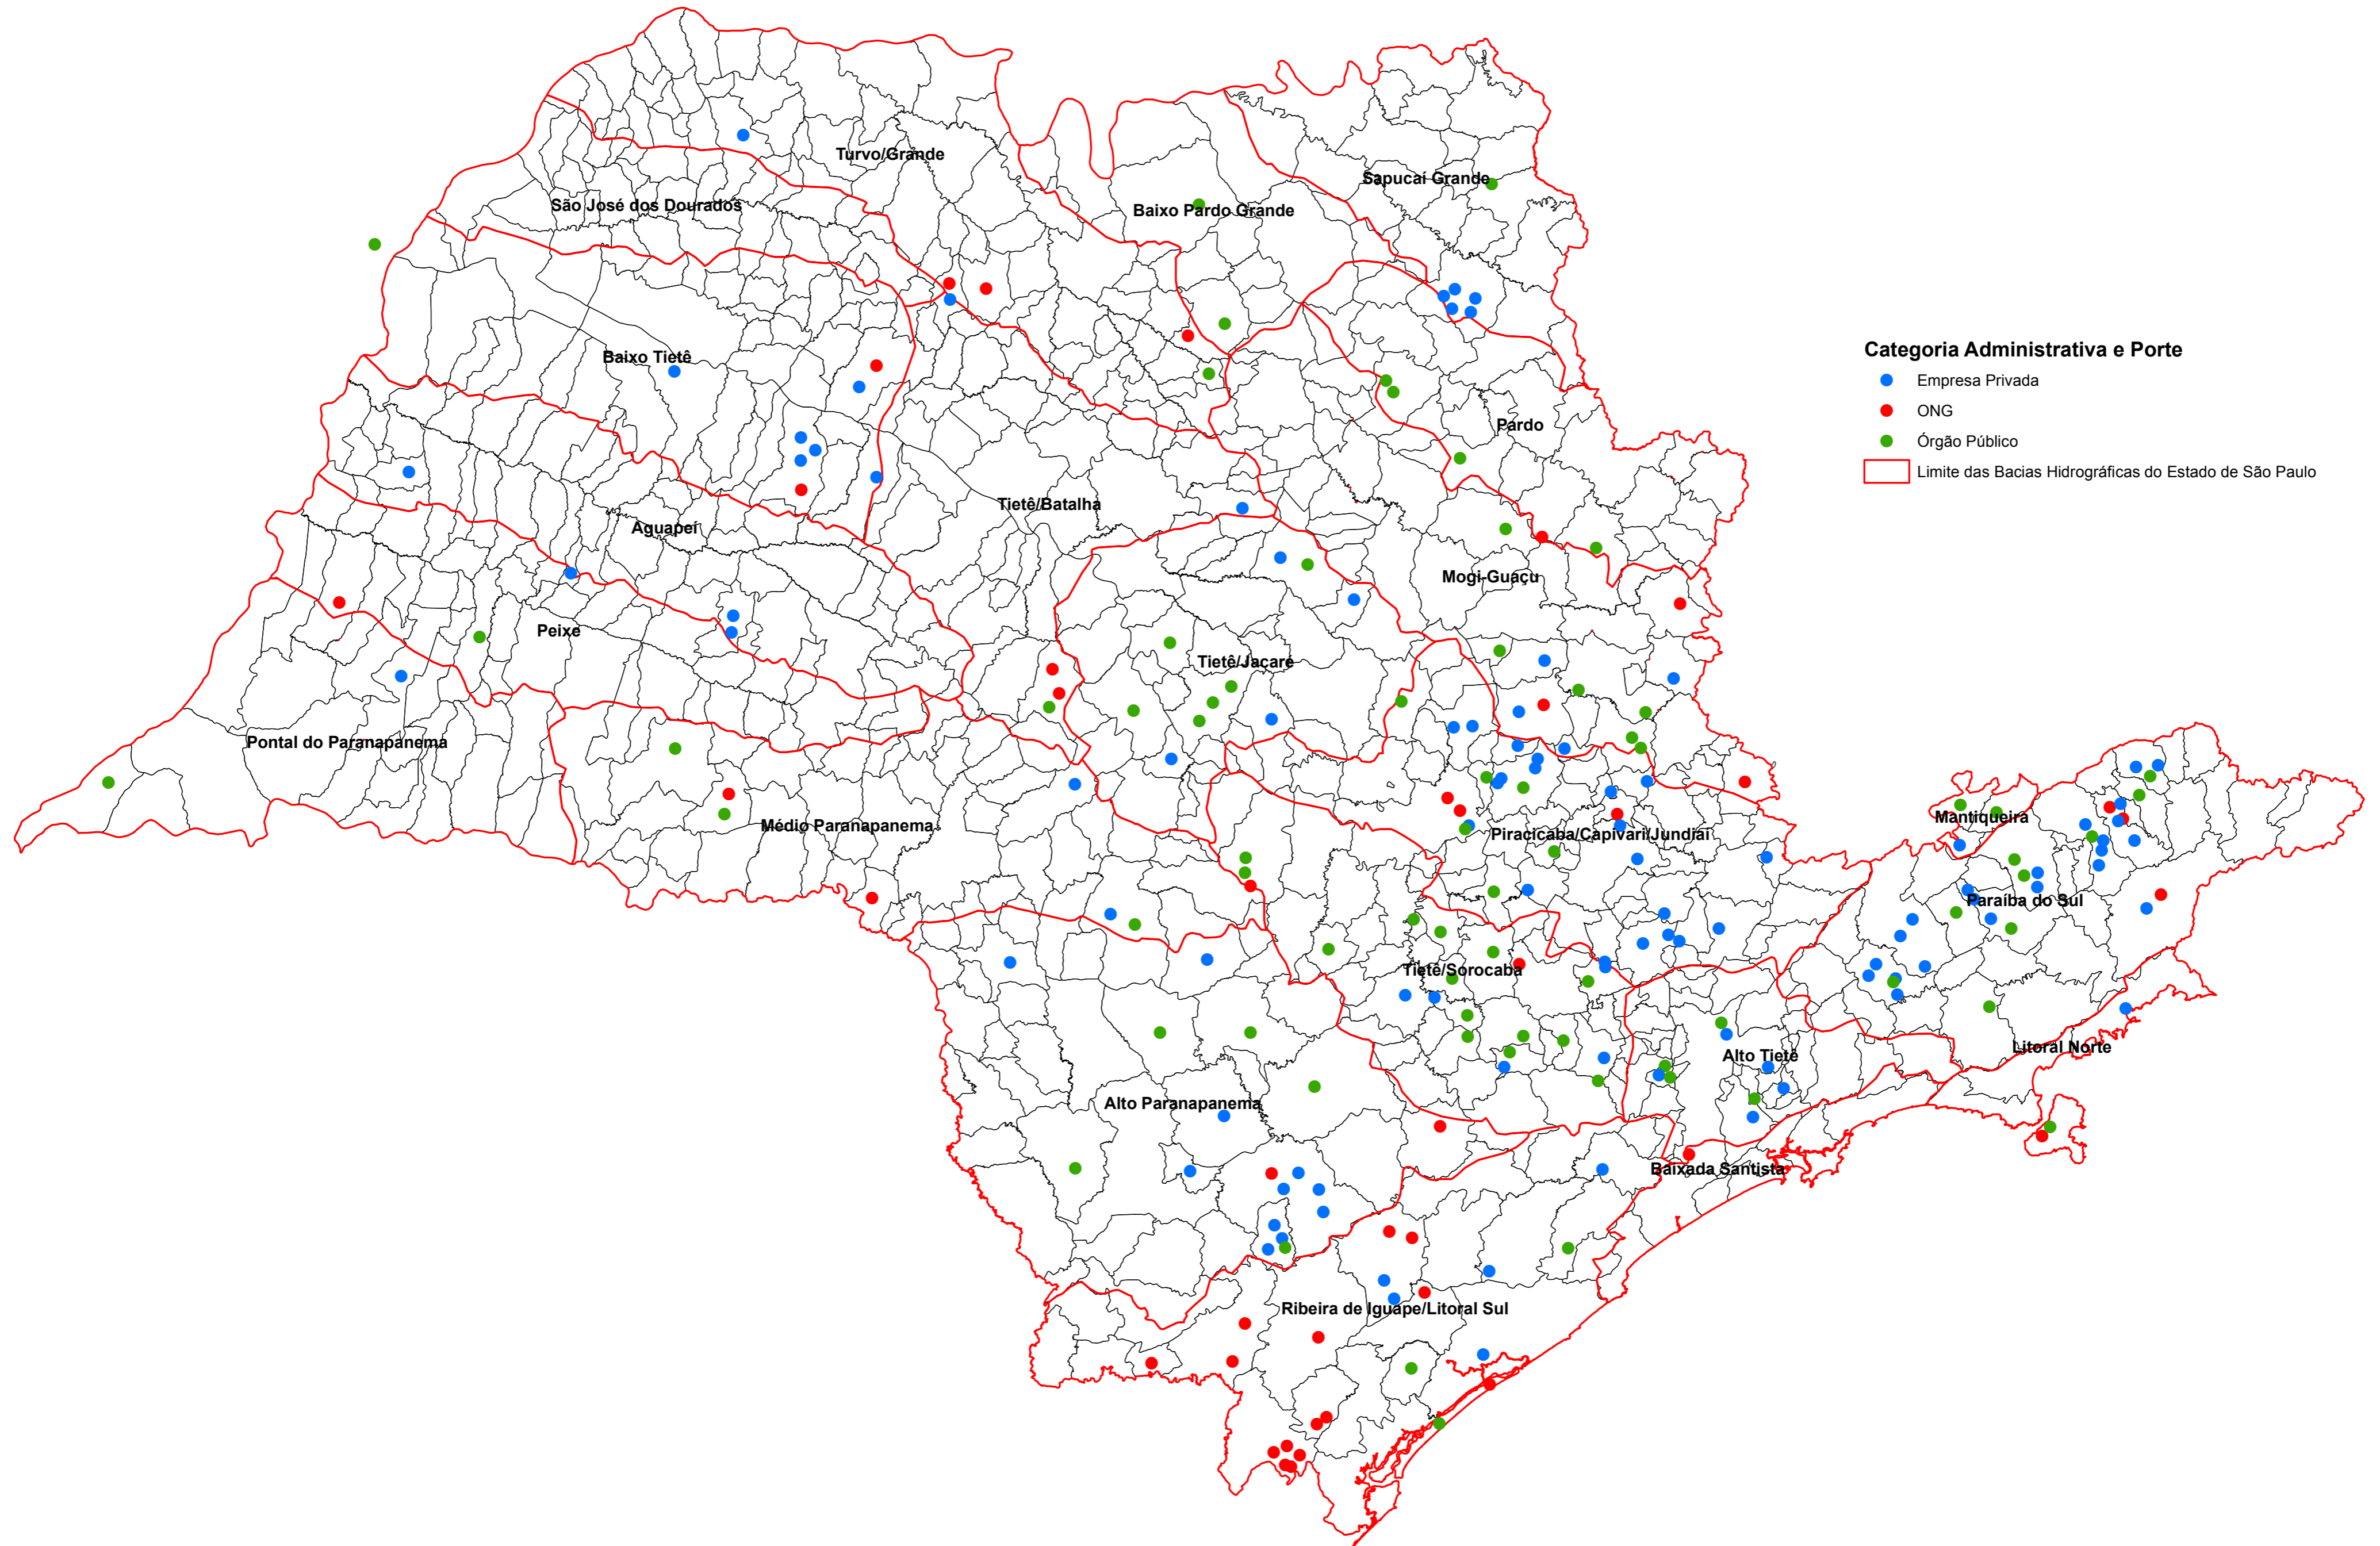 Turvo/Grande
Sapucaí Grande
São José dos Dourados
Baixo Pardo Grande
Categoria Administrativa e Porte
Empresa Privada
ONG
Órgão Público
Limite das Bacias Hidrográficas do Estado de São Paulo
Baixo Tietê
Pardo
Tietê/Batalha
Aguapeí
Mogi-Guaçu
Peixe
Tietê/Jacaré
Pontal do Paranapanema
Médio Paranapanema
Piracicaba/Capivari/Jundiaí
Mantiqueira
Paraíba do Sul
Tietê/Sorocaba
Litoral Norte
Alto Tietê
Alto Paranapanema
Baixada Santista
Ribeira de Iguape/Litoral Sul